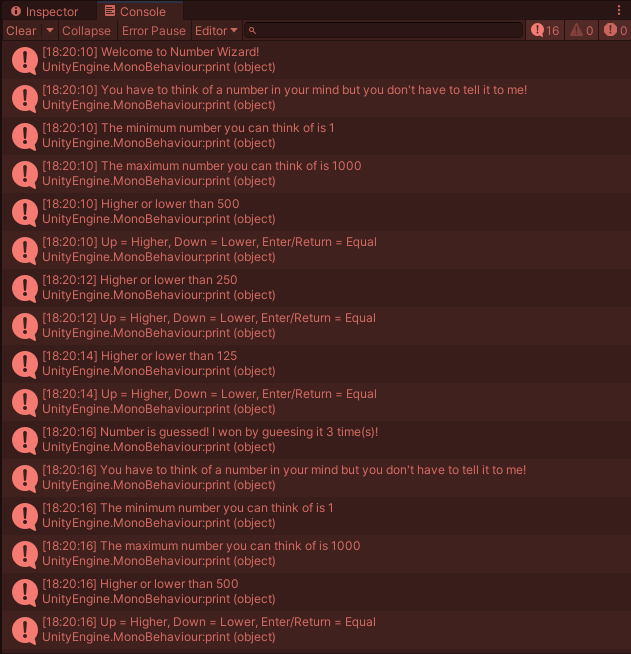 Inspector Console
Clear Collapse Error Pause Editor 16 0 0
[18:20:10] Welcome to Number Wizard!
UnityEngine.MonoBehaviour:print (object)
[18:20:10] You have to think of a number in your mind but you don't have to tell it to me!
UnityEngine.MonoBehaviour:print (object)
[18:20:10] The minimum number you can think of is 1
UnityEngine.MonoBehaviour:print (object)
[18:20:10] The maximum number you can think of is 1000
UnityEngine.MonoBehaviour:print (object)
[18:20:10] Higher or lower than 500
UnityEngine.MonoBehaviour:print (object)
[18:20:10] Up = Higher, Down = Lower, Enter/Return = Equal
UnityEngine.MonoBehaviour:print (object)
[18:20:12] Higher or lower than 250
UnityEngine.MonoBehaviour:print (object)
[18:20:12] Up = Higher, Down = Lower, Enter/Return = Equal
UnityEngine.MonoBehaviour:print (object)
[18:20:14] Higher or lower than 125
UnityEngine.MonoBehaviour:print (object)
[18:20:14] Up = Higher, Down = Lower, Enter/Return = Equal
UnityEngine.MonoBehaviour:print (object)
[18:20:16] Number is guessed! I won by gueesing it 3 time(s)!
UnityEngine.MonoBehaviour:print (object)
[18:20:16] You have to think of a number in your mind but you don't have to tell it to me!
UnityEngine.MonoBehaviour:print (object)
[18:20:16] The minimum number you can think of is 1
UnityEngine.MonoBehaviour:print (object)
[18:20:16] The maximum number you can think of is 1000
UnityEngine.MonoBehaviour:print (object)
[18:20:16] Higher or lower than 500
UnityEngine.MonoBehaviour:print (object)
[18:20:16] Up = Higher, Down = Lower, Enter/Return = Equal
UnityEngine.MonoBehaviour:print (object)